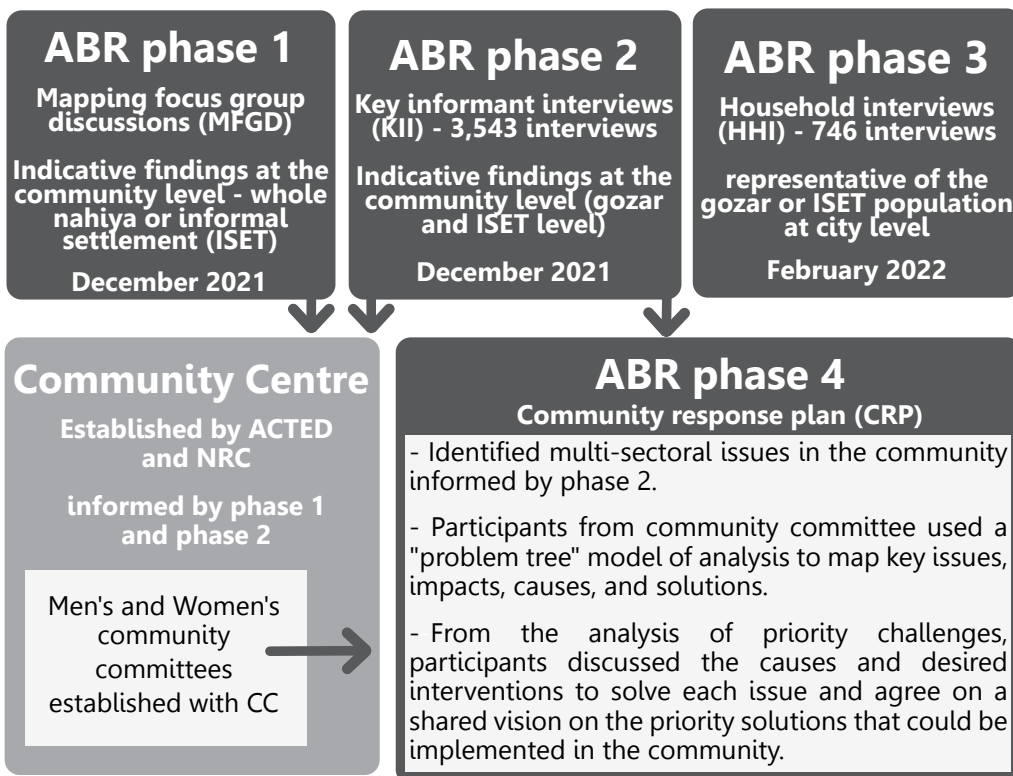 ABR phase 1
Mapping focus group
discussions (MFGD)
Indicative findings at the
community level - whole
nahiya or informal
settlement (ISET)
December 2021
ABR phase 2
Key informant interviews
(KII) - 3,543 interviews
Indicative findings at the
community level (gozar
and ISET level)
December 2021
ABR phase 3
Household interviews
(HHI) - 746 interviews
representative of the
gozar or ISET population
at city level
February 2022
Community Centre
Established by ACTED
and NRC
informed by phase 1
and phase 2
Men's and Women's
community
committees
established with CC
ABR phase 4
Community response plan (CRP)
- Identified multi-sectoral issues in the community
informed by phase 2.
- Participants from community committee used a
"problem tree" model of analysis to map key issues,
impacts, causes, and solutions.
- From the analysis of priority challenges,
participants discussed the causes and desired
interventions to solve each issue and agree on a
shared vision on the priority solutions that could be
implemented in the community.